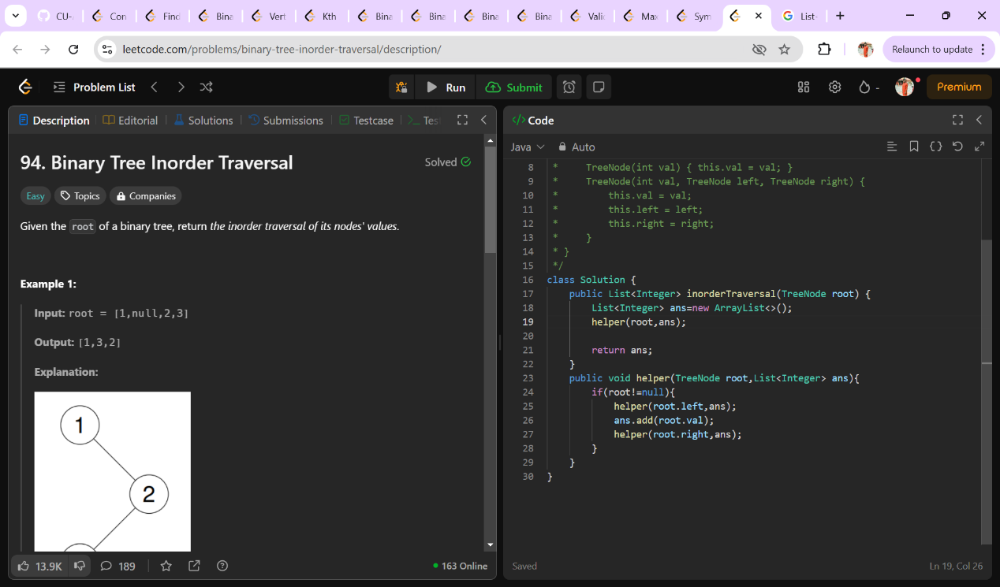 CU-
Con
Find
Bina
Vert
Kth
Bina
Bina
Bina
Bina
Valid
Max
Sym
List-
leetcode.com/problems/binary-tree-inorder-traversal/description/
Relaunch to update
Problem List
Run
Submit
-
Premium
Description
Editorial
Solutions
Submissions
Testcase
Test
</> Code
Java
Auto
94. Binary Tree Inorder Traversal
Solved
Easy
Topics
Companies
Given the root of a binary tree, return the inorder traversal of its nodes' values.
Example 1:
Input: root = [1,null,2,3]
Output: [1,3,2]
Explanation:
1
2
13.9K
189
163 Online
8 * TreeNode(int val) { this.val = val; }
9 * TreeNode(int val, TreeNode left, TreeNode right) {
10 * this.val = val;
11 * this.left = left;
12 * this.right = right;
13 * }
14 * }
15 */
16 class Solution {
17 public List<Integer> inorderTraversal(TreeNode root) {
18 List<Integer> ans=new ArrayList<>();
19 helper(root,ans);
20
21 return ans;
22 }
23 public void helper(TreeNode root,List<Integer> ans){
24 if(root!=null){
25 helper(root.left,ans);
26 ans.add(root.val);
27 helper(root.right,ans);
28 }
29 }
30 }
Saved
Ln 19, Col 26